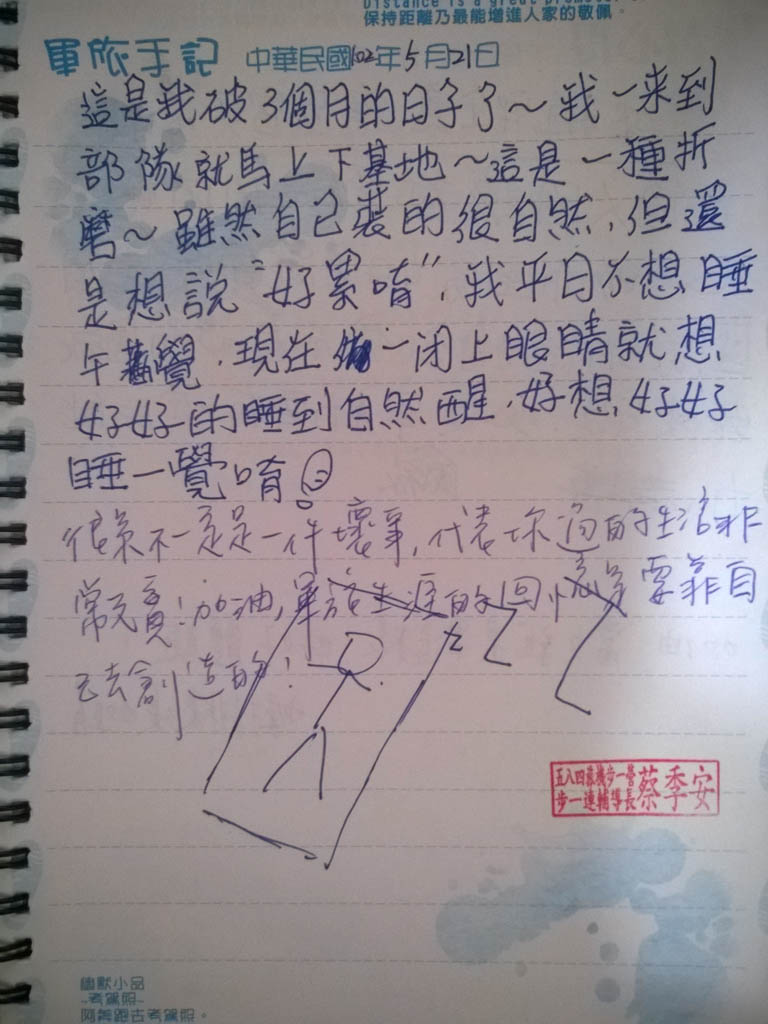 Distance is a great promoter
保持距離乃最能增進人家的敬佩。
軍旅手記 中華民國102年5月21日
這是我破3個月的日子了～我一來到
部隊就馬上下基地～這是一種折
磨～雖然自己裝的很自然,但還
是想說"好累唷",我平日不想睡
午覺.現在一閉上眼睛就想
好好的睡到自然醒.好想,好好
睡一覺唷
很累不一定是一件壞事,代表你過的生活非
常充實!加油,軍旅生涯的回憶是要靠自
己去創造的!
Z
五八四旅機步一營
步一連輔導長蔡季安
幽默小品
~考駕照~
阿舞跑去考駕照。